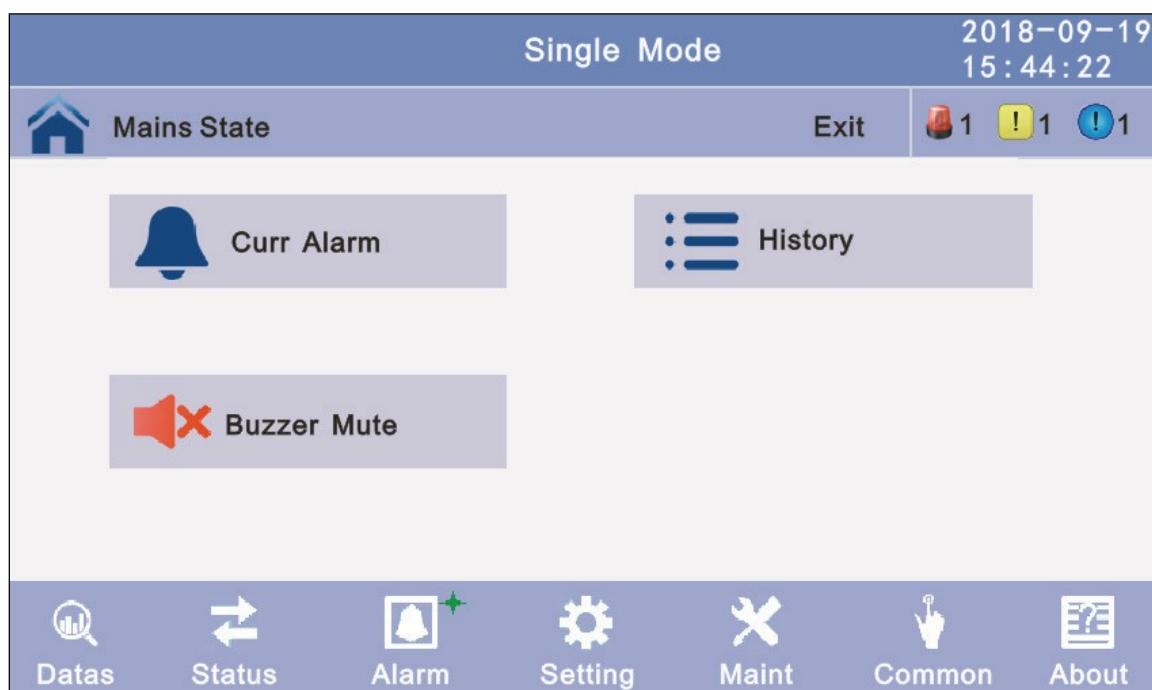 Single Mode
2018-09-19
15:44:22
Mains State
Exit
1
! 1
! 1
Curr Alarm
History
Buzzer Mute
Datas
Status
Alarm
Setting
Maint
Common
? About